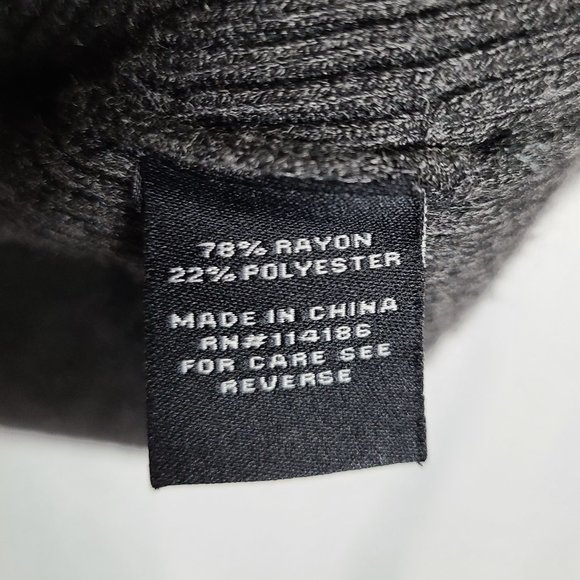 78% RAYON
22% POLYESTER
MADE IN CHINA
RN#114186
FOR CARE SEE
REVERSE